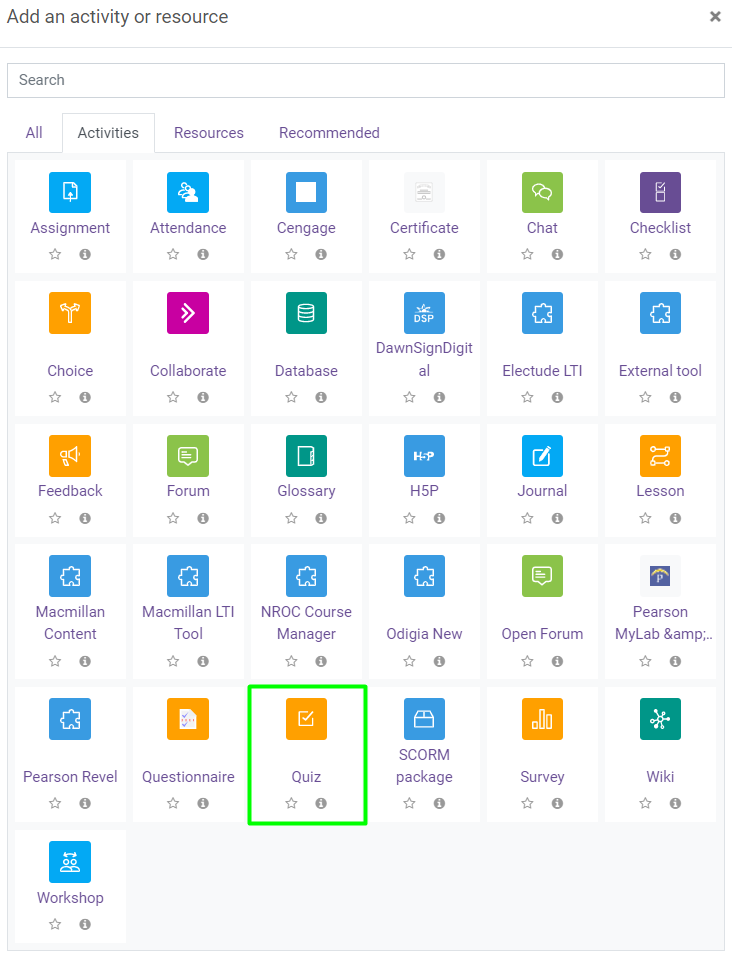 Add an activity or resource
Search
All Activities Resources Recommended
Assignment Attendance Cengage Certificate Chat Checklist
DSP
Choice Collaborate Database DawnSignDigit
al Electude LTI External tool
H5P
Feedback Forum Glossary H5P Journal Lesson
Macmillan
Content
Macmillan LTI
Tool
NROC Course
Manager
Odigia New
Open Forum
P
Pearson
MyLab &amp;..
Pearson Revel Questionnaire Quiz
SCORM
package
Survey Wiki
Workshop